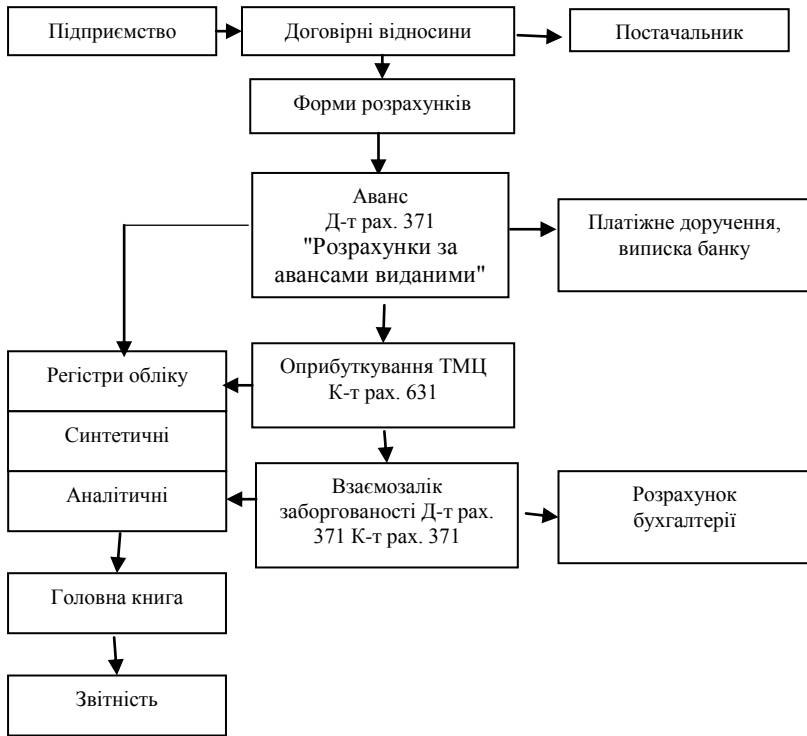 Підприємство
Договірні відносини
Постачальник
Форми розрахунків
Аванс
Д-т рах. 371
"Розрахунки за
авансами виданими"
Платіжне доручення,
виписка банку
Регістри обліку
Оприбуткування ТМЦ
К-т рах. 631
Синтетичні
Аналітичні
Взаємозалік
заборгованості Д-т рах.
371 К-т рах. 371
Розрахунок
бухгалтерії
Головна книга
Звітність